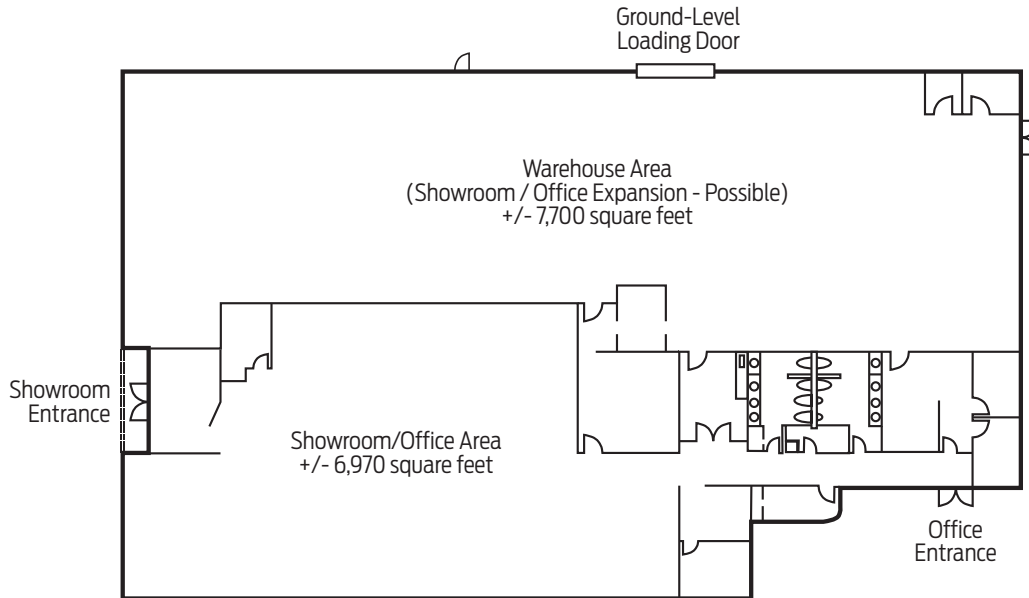 Ground-Level
Loading Door
Warehouse Area
(Showroom / Office Expansion - Possible)
+/- 7,700 square feet
Showroom
Entrance
Showroom/Office Area
+/- 6,970 square feet
Office
Entrance